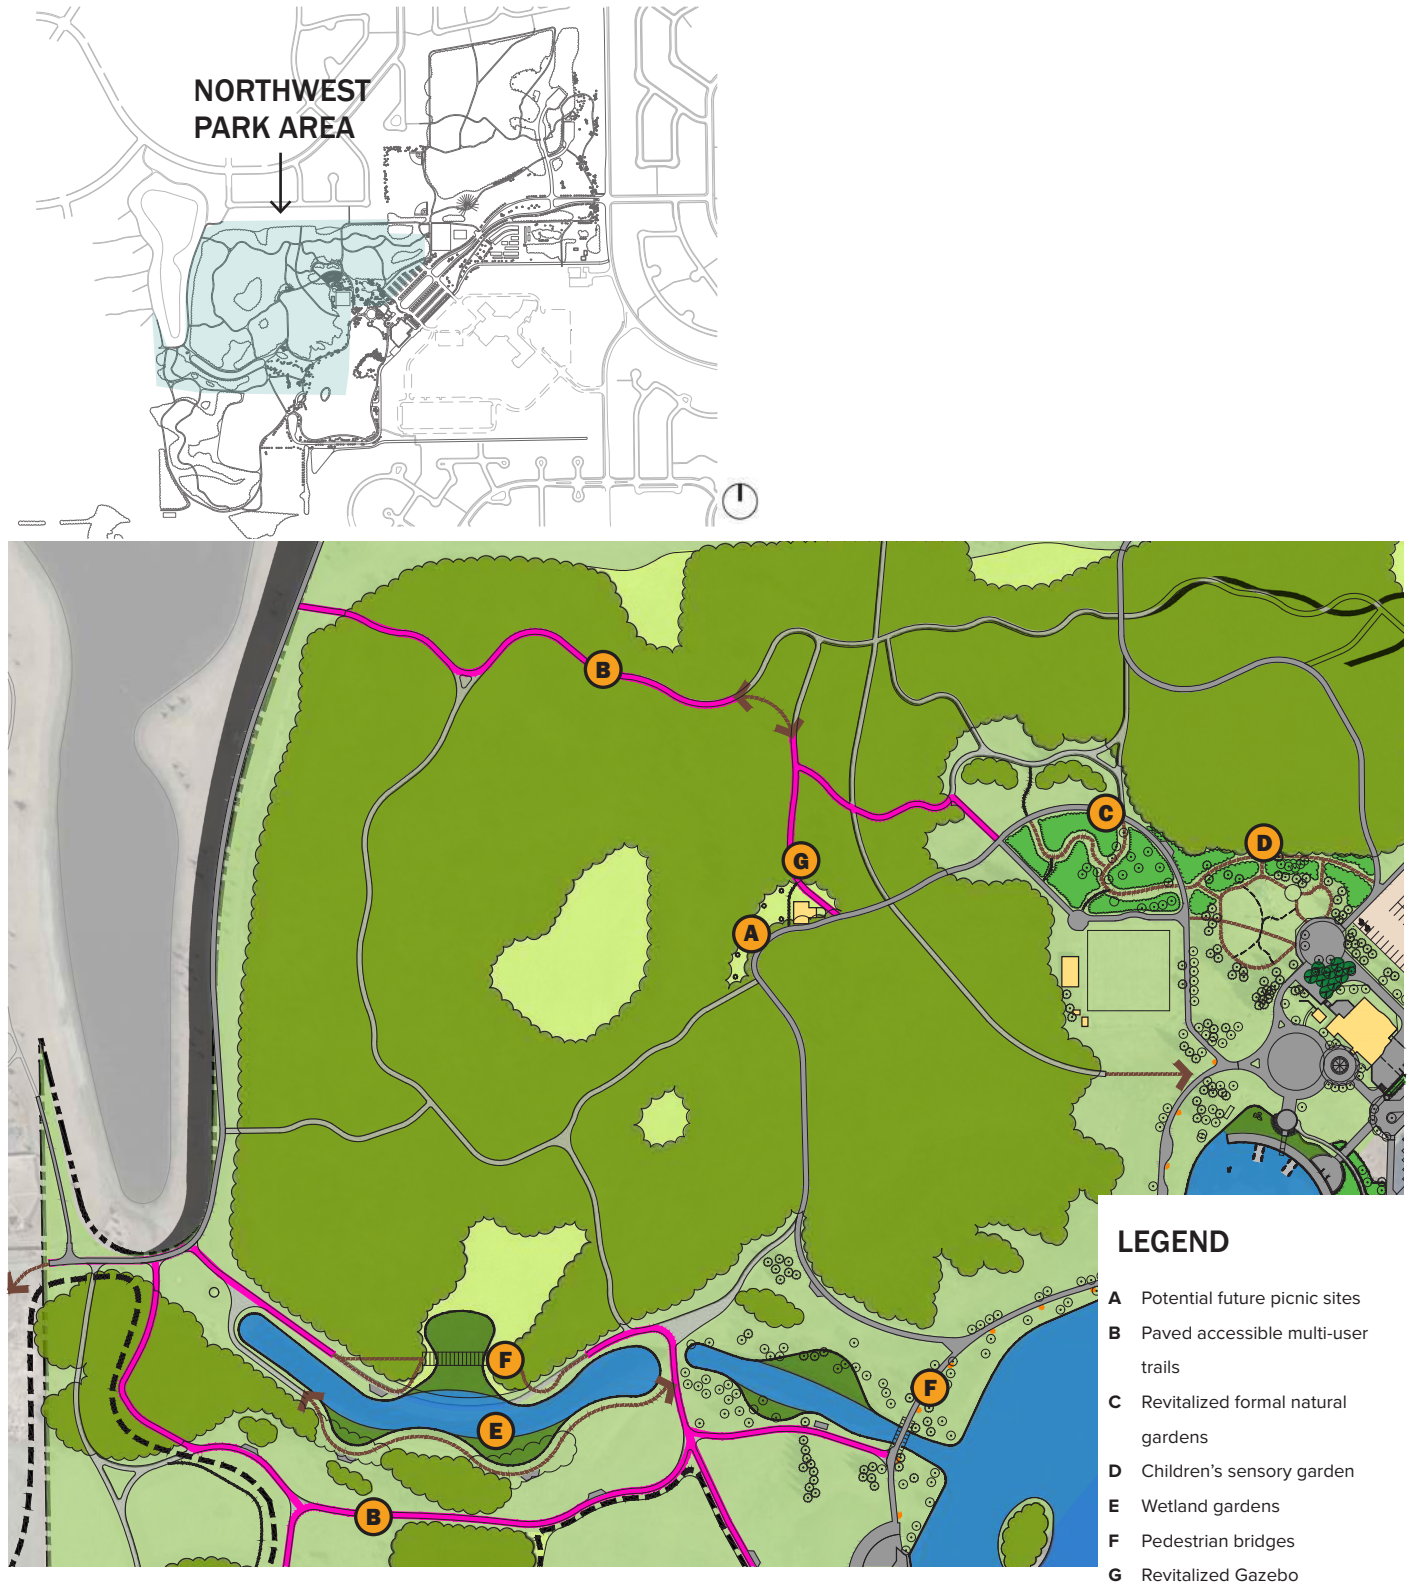 NORTHWEST
PARK AREA
B
C
D
G
A
F
F
E
B
LEGEND
A Potential future picnic sites
B Paved accessible multi-user
trails
C Revitalized formal natural
gardens
D Children's sensory garden
E Wetland gardens
F Pedestrian bridges
G Revitalized Gazebo